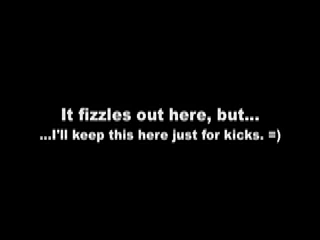 It fizzles out here, but...
...I'll keep this here just for kicks. =)